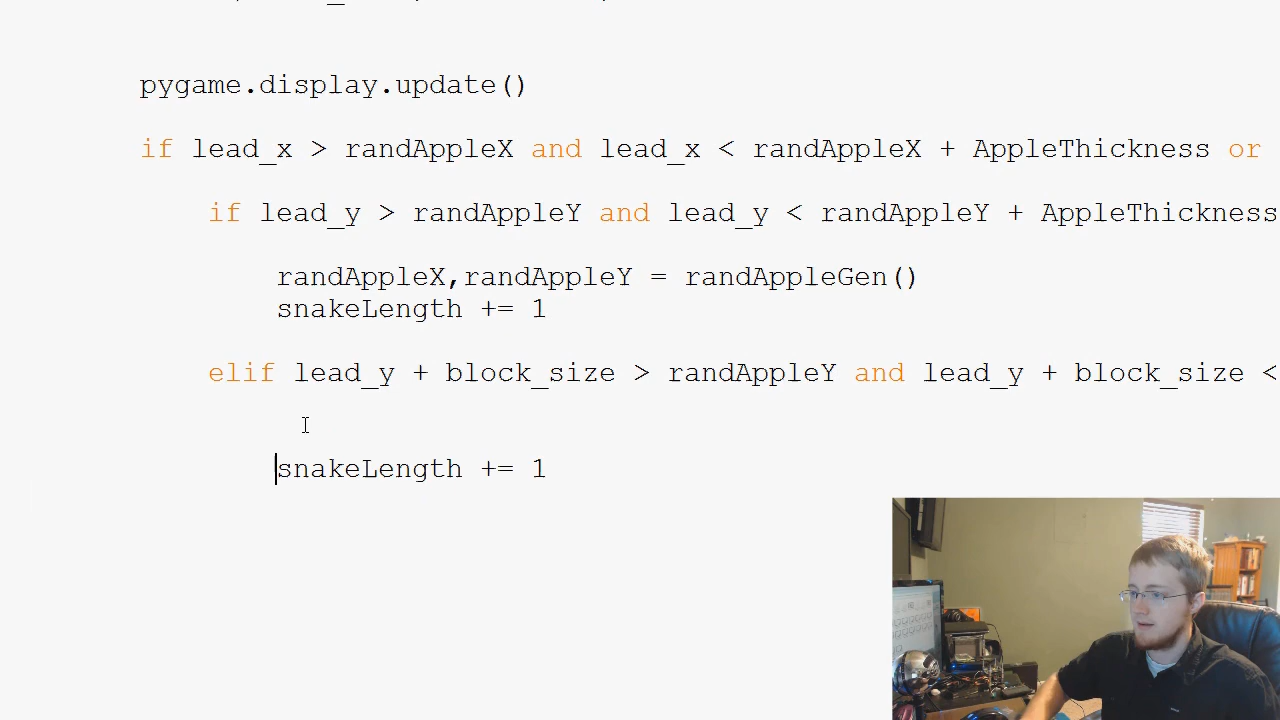 pygame.display.update()
if lead_x > randAppleX and lead_x < randAppleX + AppleThickness or
if lead_y > randAppleY and lead_y < randAppleY + AppleThickness
randAppleX,randAppleY = randAppleGen()
snakeLength += 1
elif lead_y + block_size > randAppleY and lead_y + block_size <
snakeLength += 1